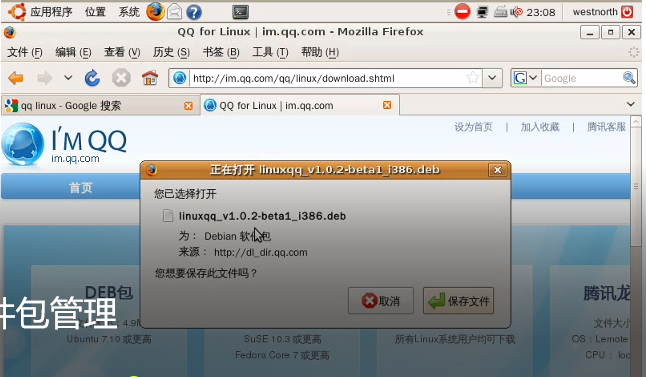 应用程序 位置 系统 23:08 westnorth
QQ for Linux | im.qq.com - Mozilla Firefox
文件 (F) 编辑 (E) 查看 (V) 历史 (S) 书签 (B) 工具 (T) 帮助 (H)
http://im.qq.com/qq/linux/download.shtml G Google
qq linux - Google 搜索 QQ for Linux | im.qq.com
设为首页 | 加入收藏 | 腾讯客服
I'M QQ
im.qq.com
首页
正在打开 linuxqq_v1.0.2-beta1_i386.deb
您已选择打开
linuxqq_v1.0.2-beta1_i386.deb
为： Debian 软件包
来源： http://dl_dir.qq.com
您想要保存此文件吗？
取消 保存文件
DEB包 腾讯龙
件包管理
4.9M 文件大小
Ubuntu 7.10 或更高 SuSE 10.3 或更高 所有Linux系统用户均可下载 OS：Lemote
Fedora Core 7 或更高 CPU： loo